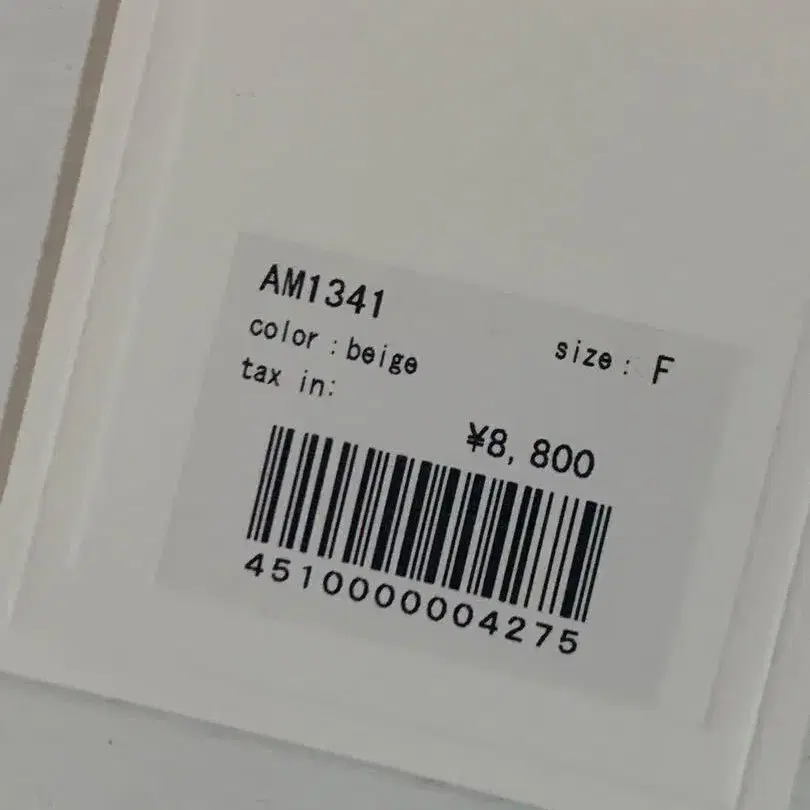 AM1341
color :beige size: F
tax in:
¥8,800
4510000004275